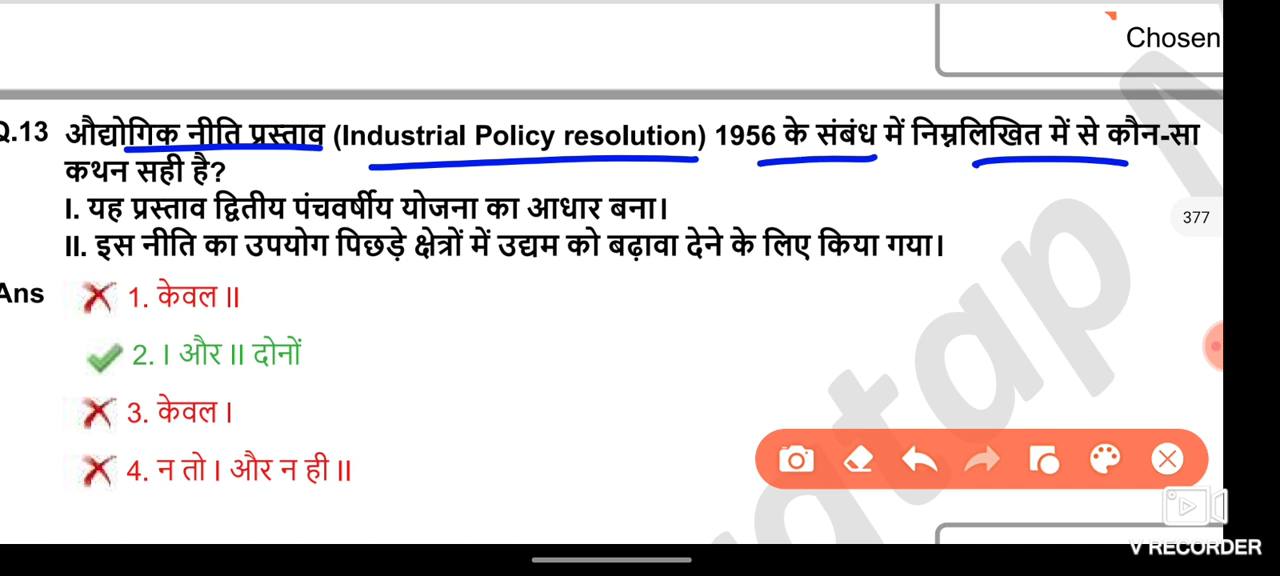 Chosen
Q.13 औद्योगिक नीति प्रस्ताव (Industrial Policy resolution) 1956 के संबंध में निम्नलिखित में से कौन-सा
कथन सही है?
I. यह प्रस्ताव द्वितीय पंचवर्षीय योजना का आधार बना।
377
II. इस नीति का उपयोग पिछड़े क्षेत्रों में उद्यम को बढ़ावा देने के लिए किया गया।
Ans 1. केवल II
2. I और II दोनों
3. केवल I
4. न तो I और न ही II
V RECORDER